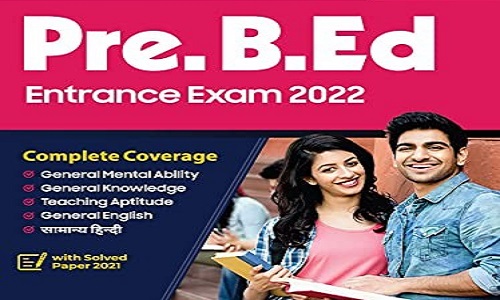 Pre. B.Ed
Entrance Exam 2022
Complete Coverage
General Mental Ability
General Knowledge
Teaching Aptitude
General English
सामान्य हिन्दी
with Solved
Paper 2021